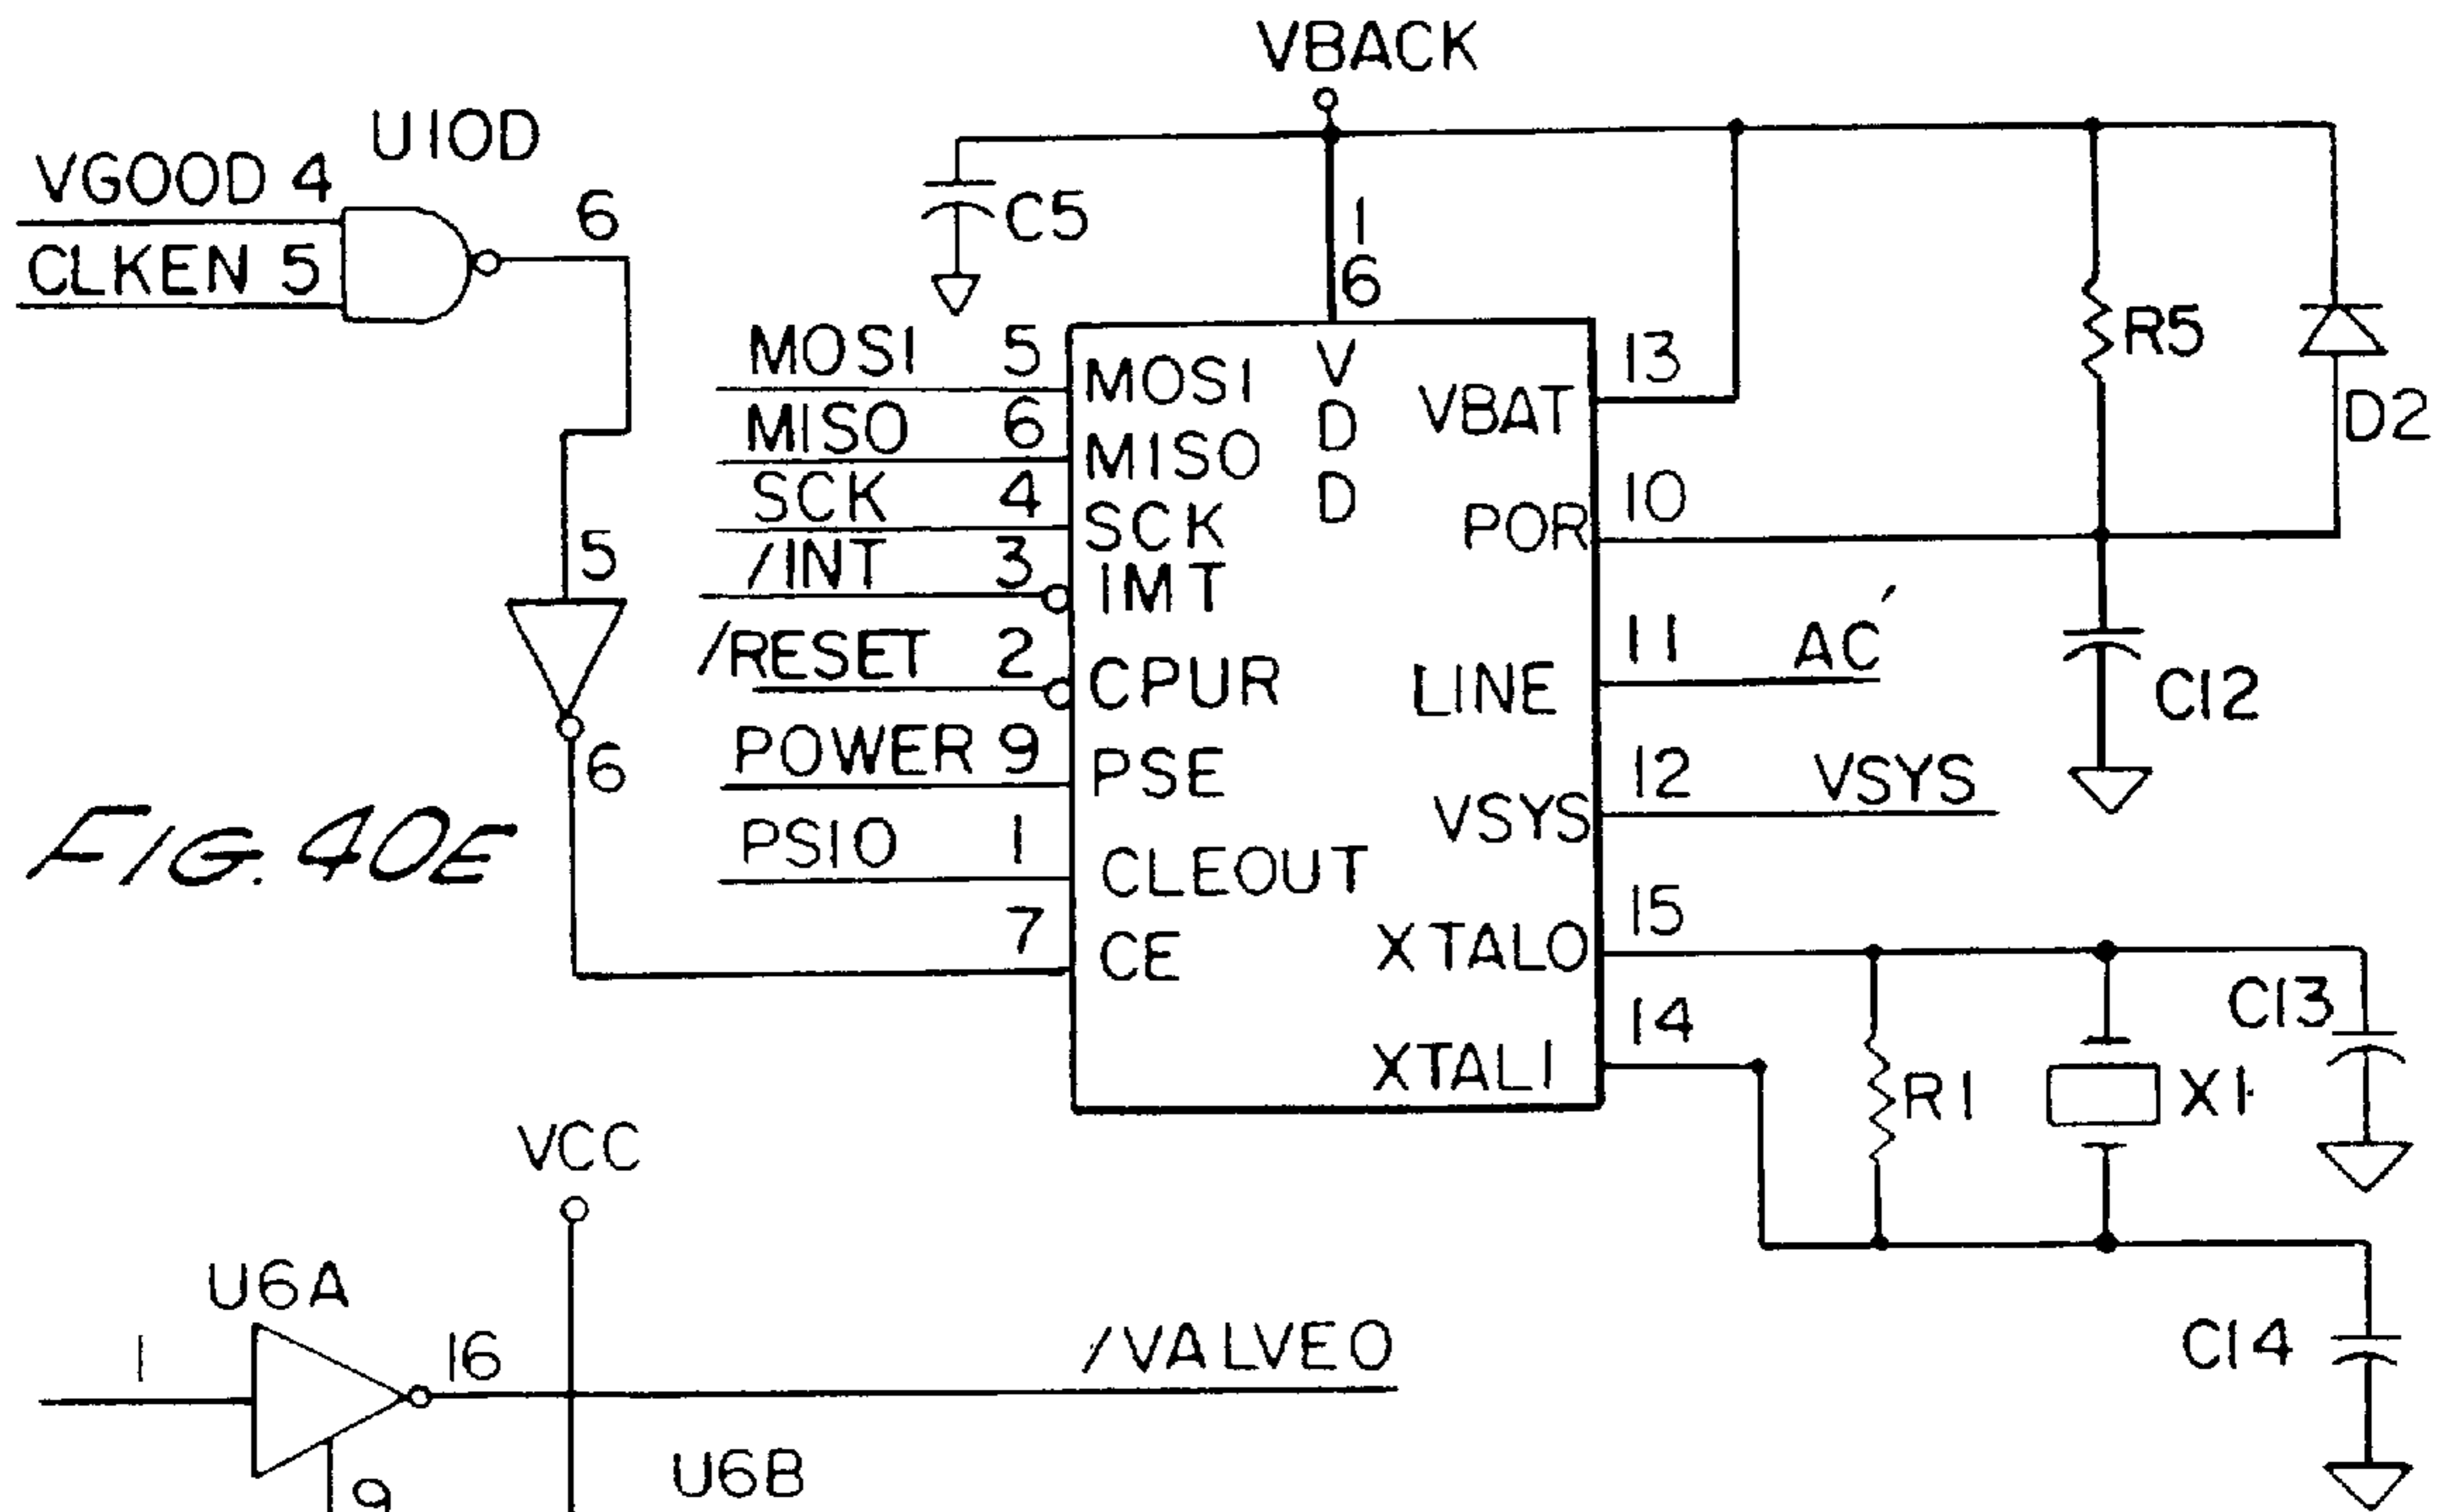 VBACK
U10D
VGOOD 4
6
CLKEN 5
C5
1
6
R5
D2
MOSI 5
MOSI
V
D
D
VBAT
13
MISO 6
MISO
SCK 4
SCK
POR
10
/INT 3
IMT
5
/RESET 2
CPUR
LINE
11
AC'
C12
POWER 9
PSE
6
VSYS
12
VSYS
FIG. 40E
PS10 1
CLEOUT
7
CE
XTALO
15
C13
XTAL1
14
R1
X1
VCC
U6A
1
16
/VALVE0
C14
U6B
9